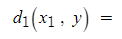 d₁(x₁ , y) =